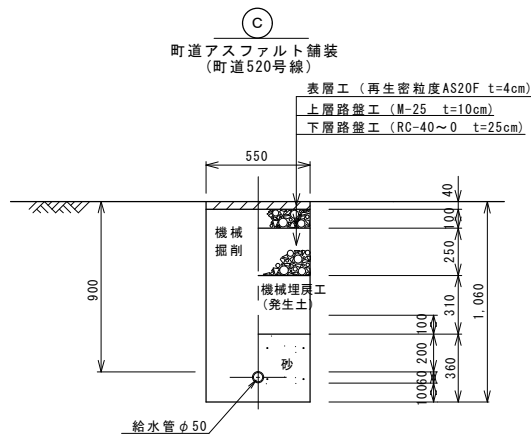 C
町道アスファルト舗装
(町道520号線)
表層工 (再生密粒度AS20F t=4cm)
上層路盤工 (M-25 t=10cm)
下層路盤工 (RC-40～0 t=25cm)
550
40
100
250
310
1,060
900
機械
掘削
機械埋戻工
(発生土)
100
200
360
60
100
砂
給水管φ50